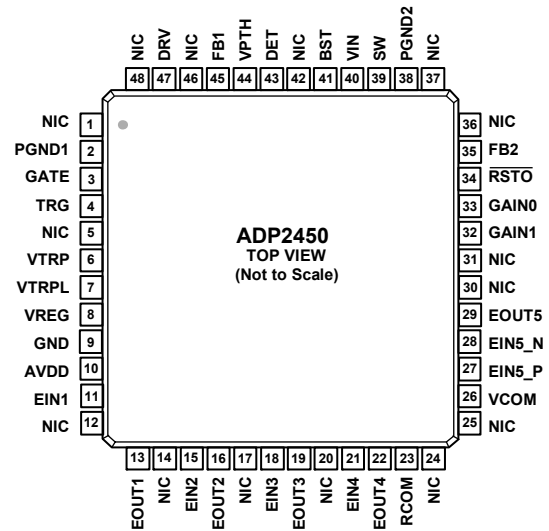 NIC DRV NIC FB1 VPTH DET NIC BST VIN SW PGND2 NIC
48 47 46 45 44 43 42 41 40 39 38 37
NIC 1
PGND1 2
GATE 3
TRG 4
NIC 5
VTRP 6
VTRPL 7
VREG 8
GND 9
AVDD 10
EIN1 11
NIC 12
ADP2450
TOP VIEW
(Not to Scale)
36 NIC
35 FB2
34 RSTO
33 GAIN0
32 GAIN1
31 NIC
30 NIC
29 EOUT5
28 EIN5_N
27 EIN5_P
26 VCOM
25 NIC
13 14 15 16 17 18 19 20 21 22 23 24
EOUT1 NIC EIN2 EOUT2 NIC EIN3 EOUT3 NIC EIN4 EOUT4 RCOM NIC